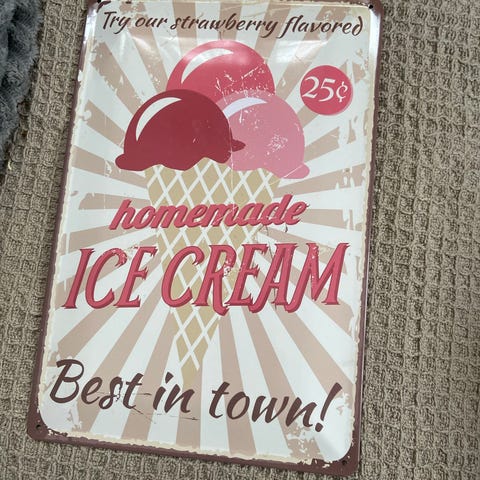 Try our strawberry flavored
25¢
homemade
ICE CREAM
Best in town!